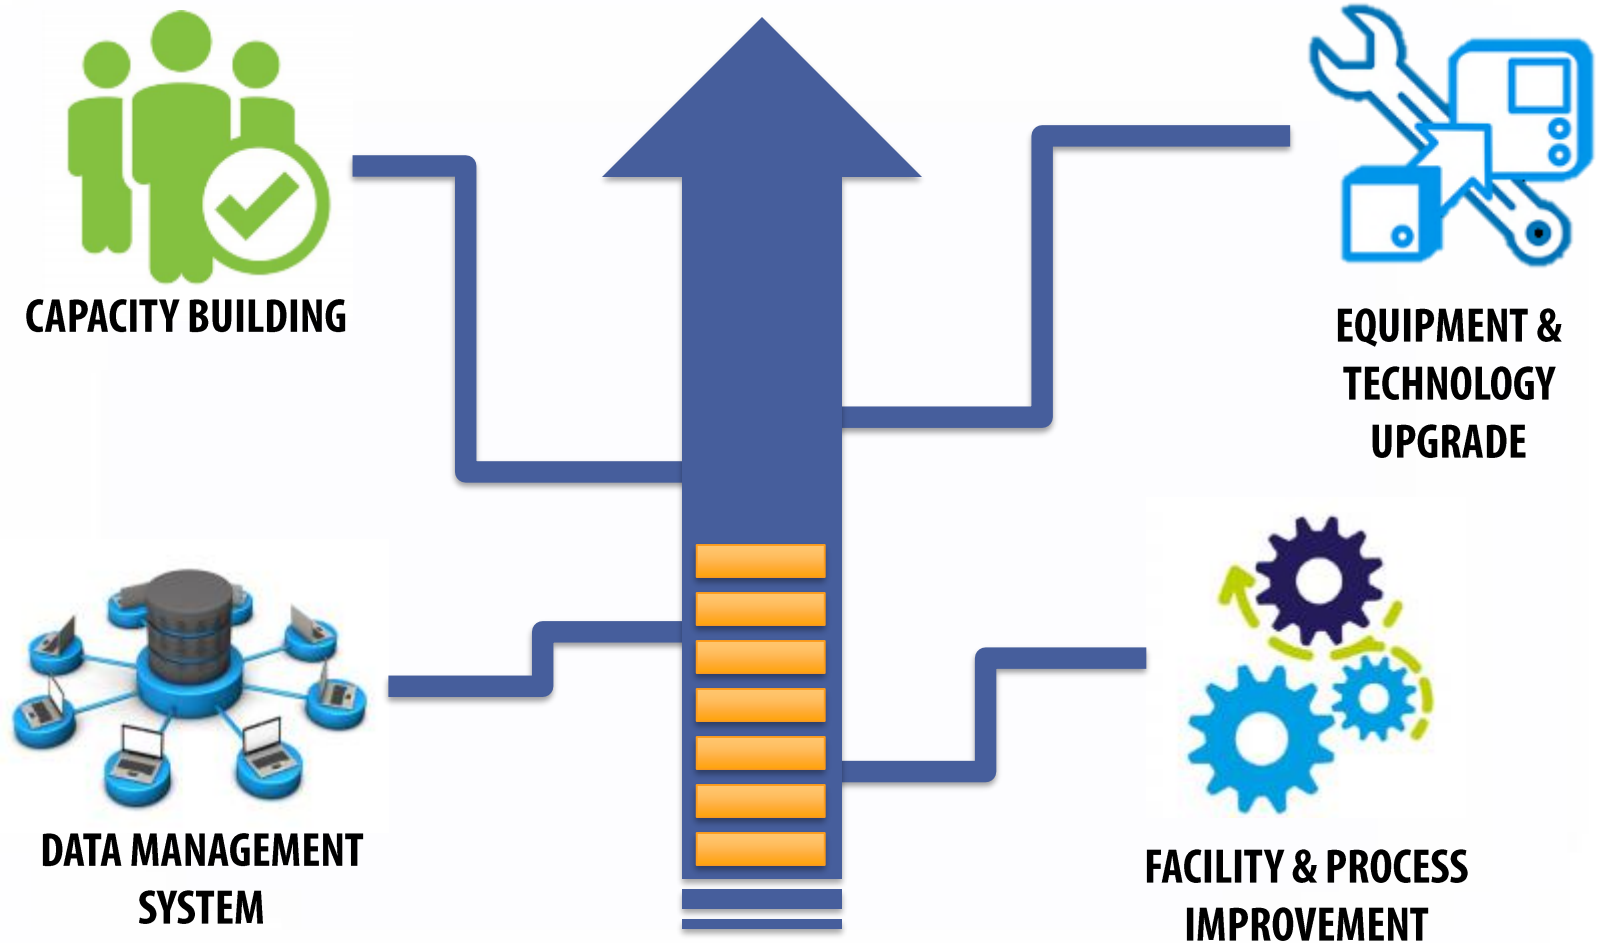 CAPACITY BUILDING
EQUIPMENT &
TECHNOLOGY
UPGRADE
DATA MANAGEMENT
SYSTEM
FACILITY & PROCESS
IMPROVEMENT